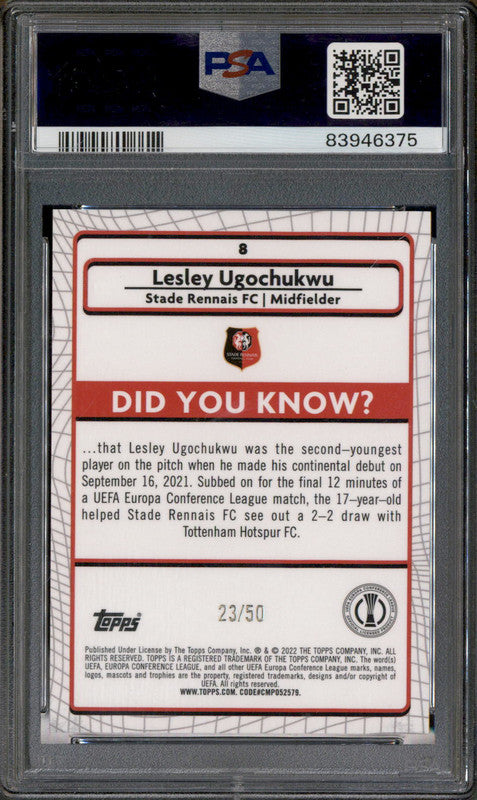 PSA
83946375
8
Lesley Ugochukwu
Stade Rennais FC | Midfielder
STADE RENNAIS
DID YOU KNOW?
...that Lesley Ugochukwu was the second–youngest
player on the pitch when he made his continental debut on
September 16, 2021. Subbed on for the final 12 minutes of
a UEFA Europa Conference League match, the 17–year–old
helped Stade Rennais FC see out a 2–2 draw with
Tottenham Hotspur FC.
Topps
23/50
Published Under License by The Topps Company, Inc. ® & © 2022 THE TOPPS COMPANY, INC. ALL
RIGHTS RESERVED. TOPPS IS A REGISTERED TRADEMARK OF THE TOPPS COMPANY, INC. The word(s)
UEFA, EUROPA CONFERENCE LEAGUE, and all other UEFA Europa Conference League marks, names,
logos, mascots and trophies are the property, registered trademarks, designs and/or copyright of
UEFA. All rights reserved.
WWW.TOPPS.COM. CODE#CMP052579.